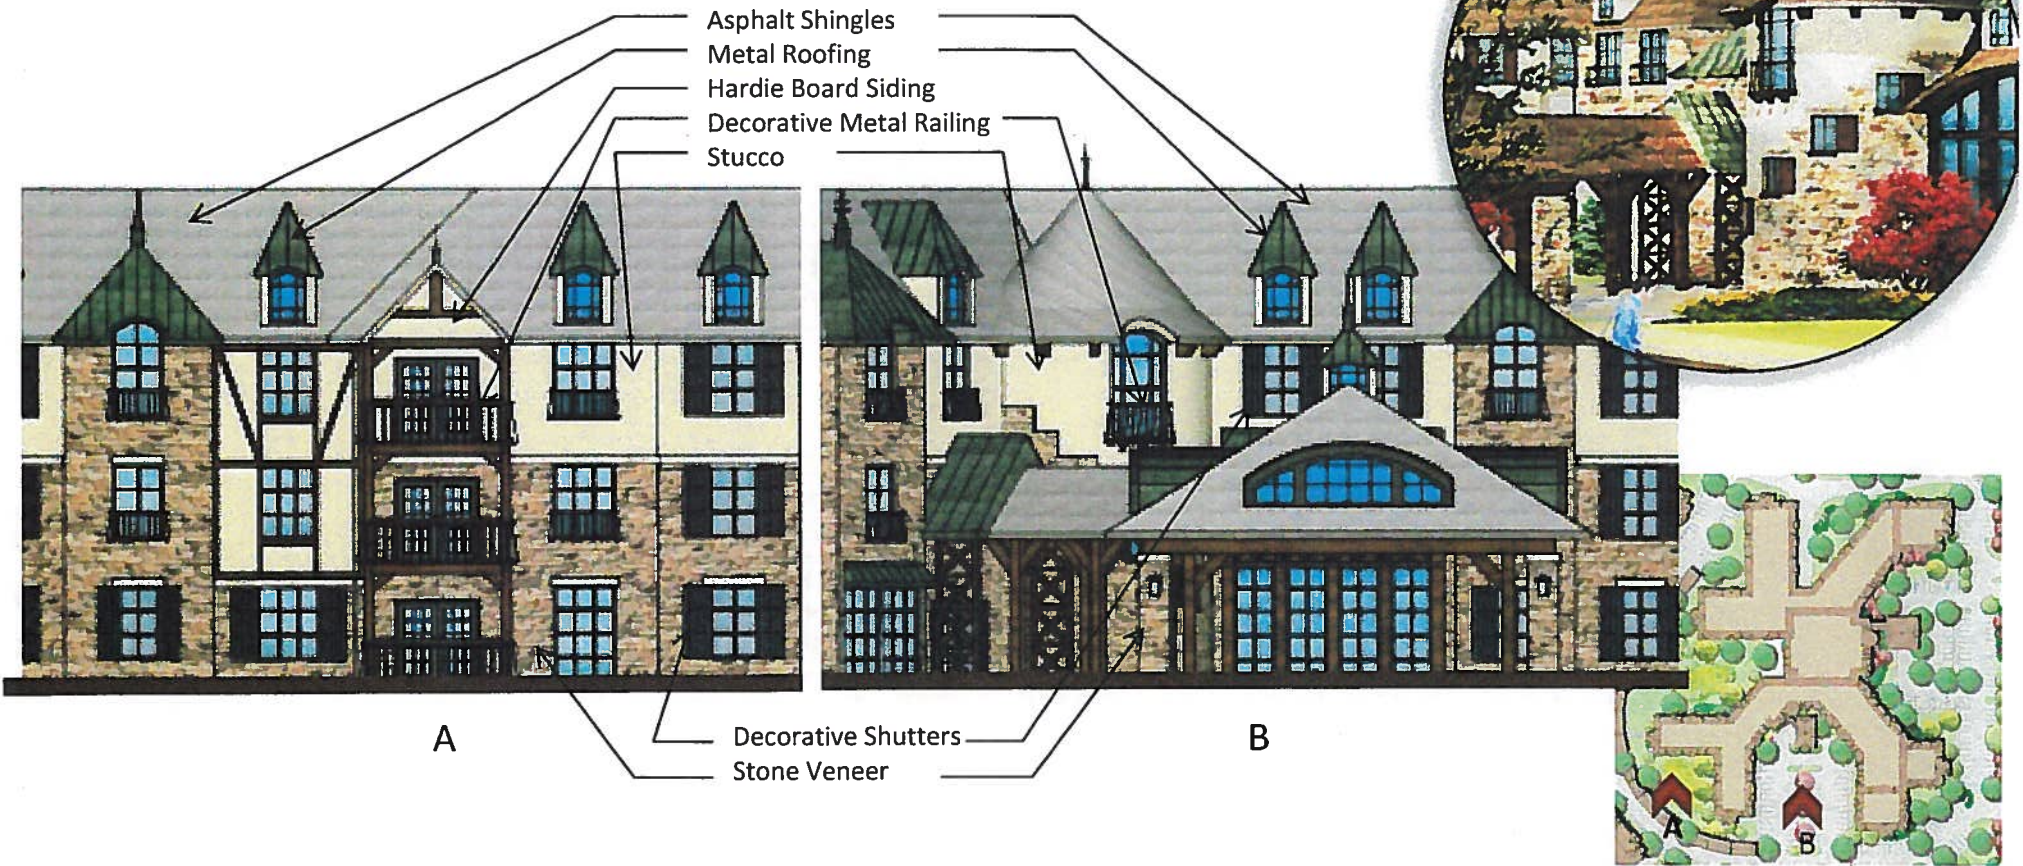 Asphalt Shingles
Metal Roofing
Hardie Board Siding
Decorative Metal Railing
Stucco
A
B
Decorative Shutters
Stone Veneer
A
B